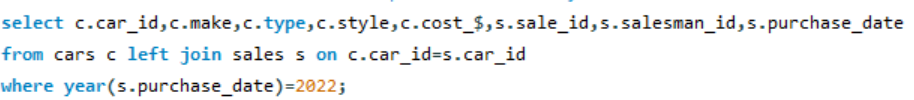 select c.car_id,c.make,c.type,c.style,c.cost_$,s.sale_id,s.salesman_id,s.purchase_date
from cars c left join sales s on c.car_id=s.car_id
where year(s.purchase_date)=2022;